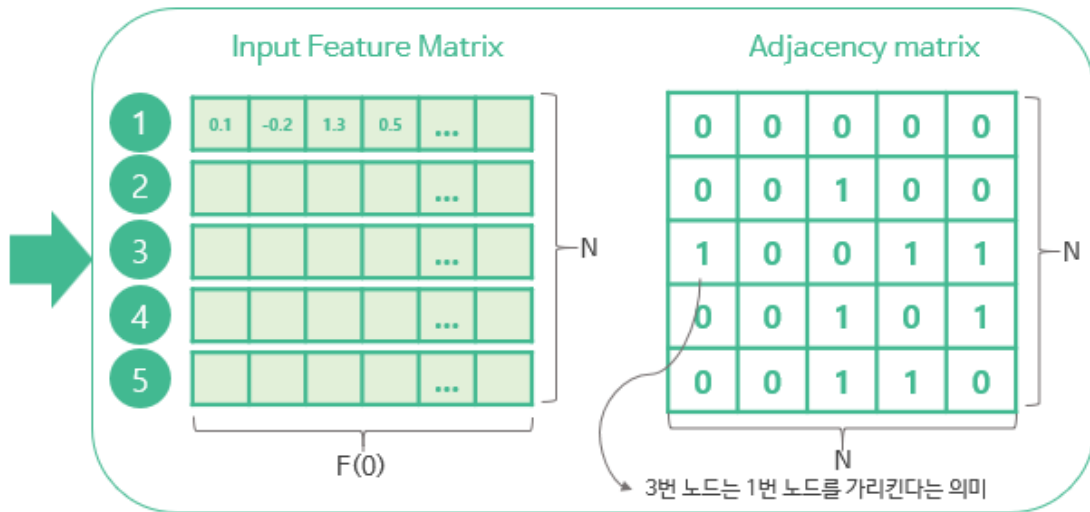 Input Feature Matrix
1 0.1 -0.2 1.3 0.5 ...
2 ...
3 ...
4 ...
5 ...
N
F(0)
Adjacency matrix
0 0 0 0 0
0 0 1 0 0
1 0 0 1 1
0 0 1 0 1
0 0 1 1 0
N
N
3번 노드는 1번 노드를 가리킨다는 의미